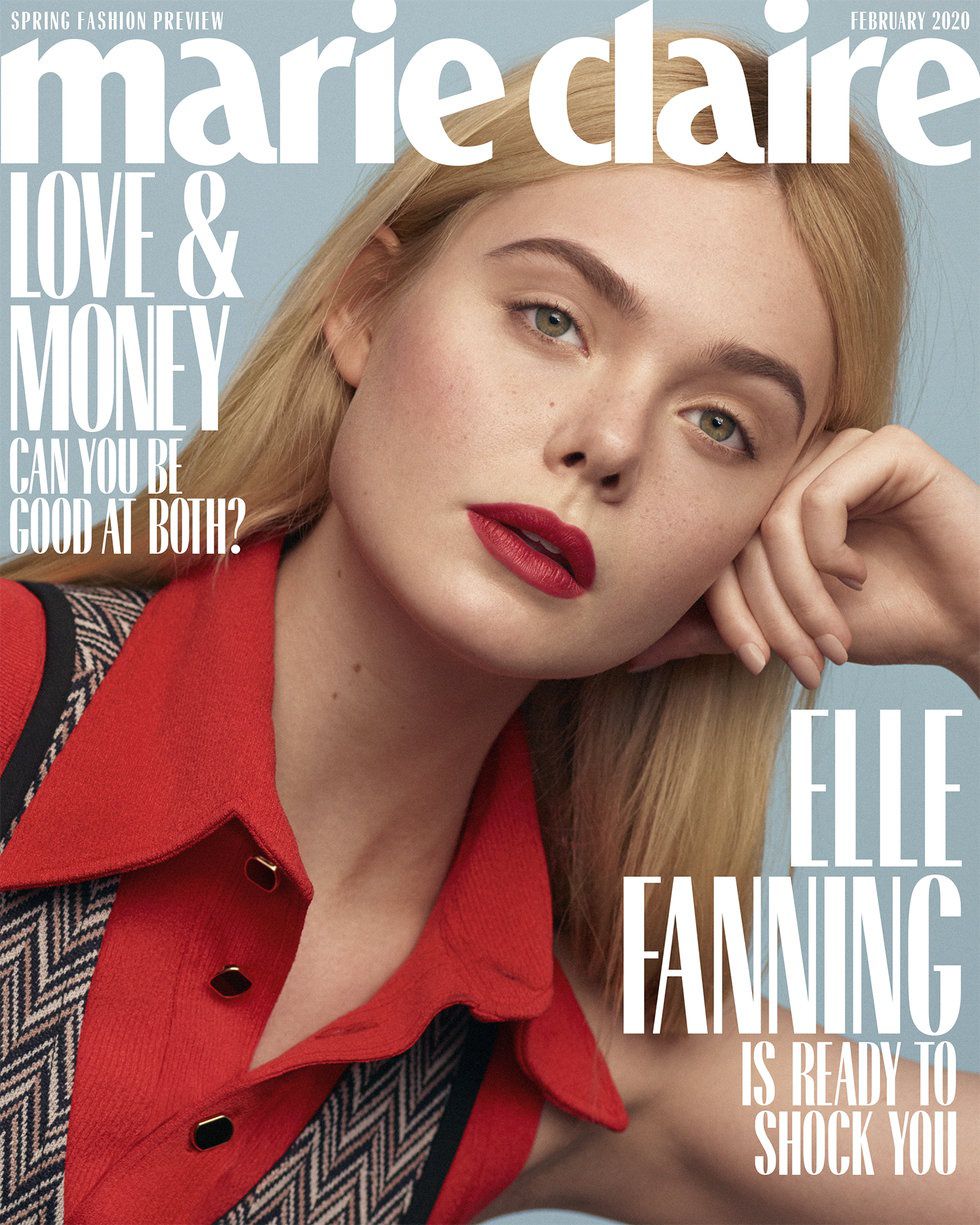 SPRING FASHION PREVIEW
FEBRUARY 2020
marie claire
LOVE &
MONEY
CAN YOU BE
GOOD AT BOTH?
ELLE
FANNING
IS READY TO
SHOCK YOU